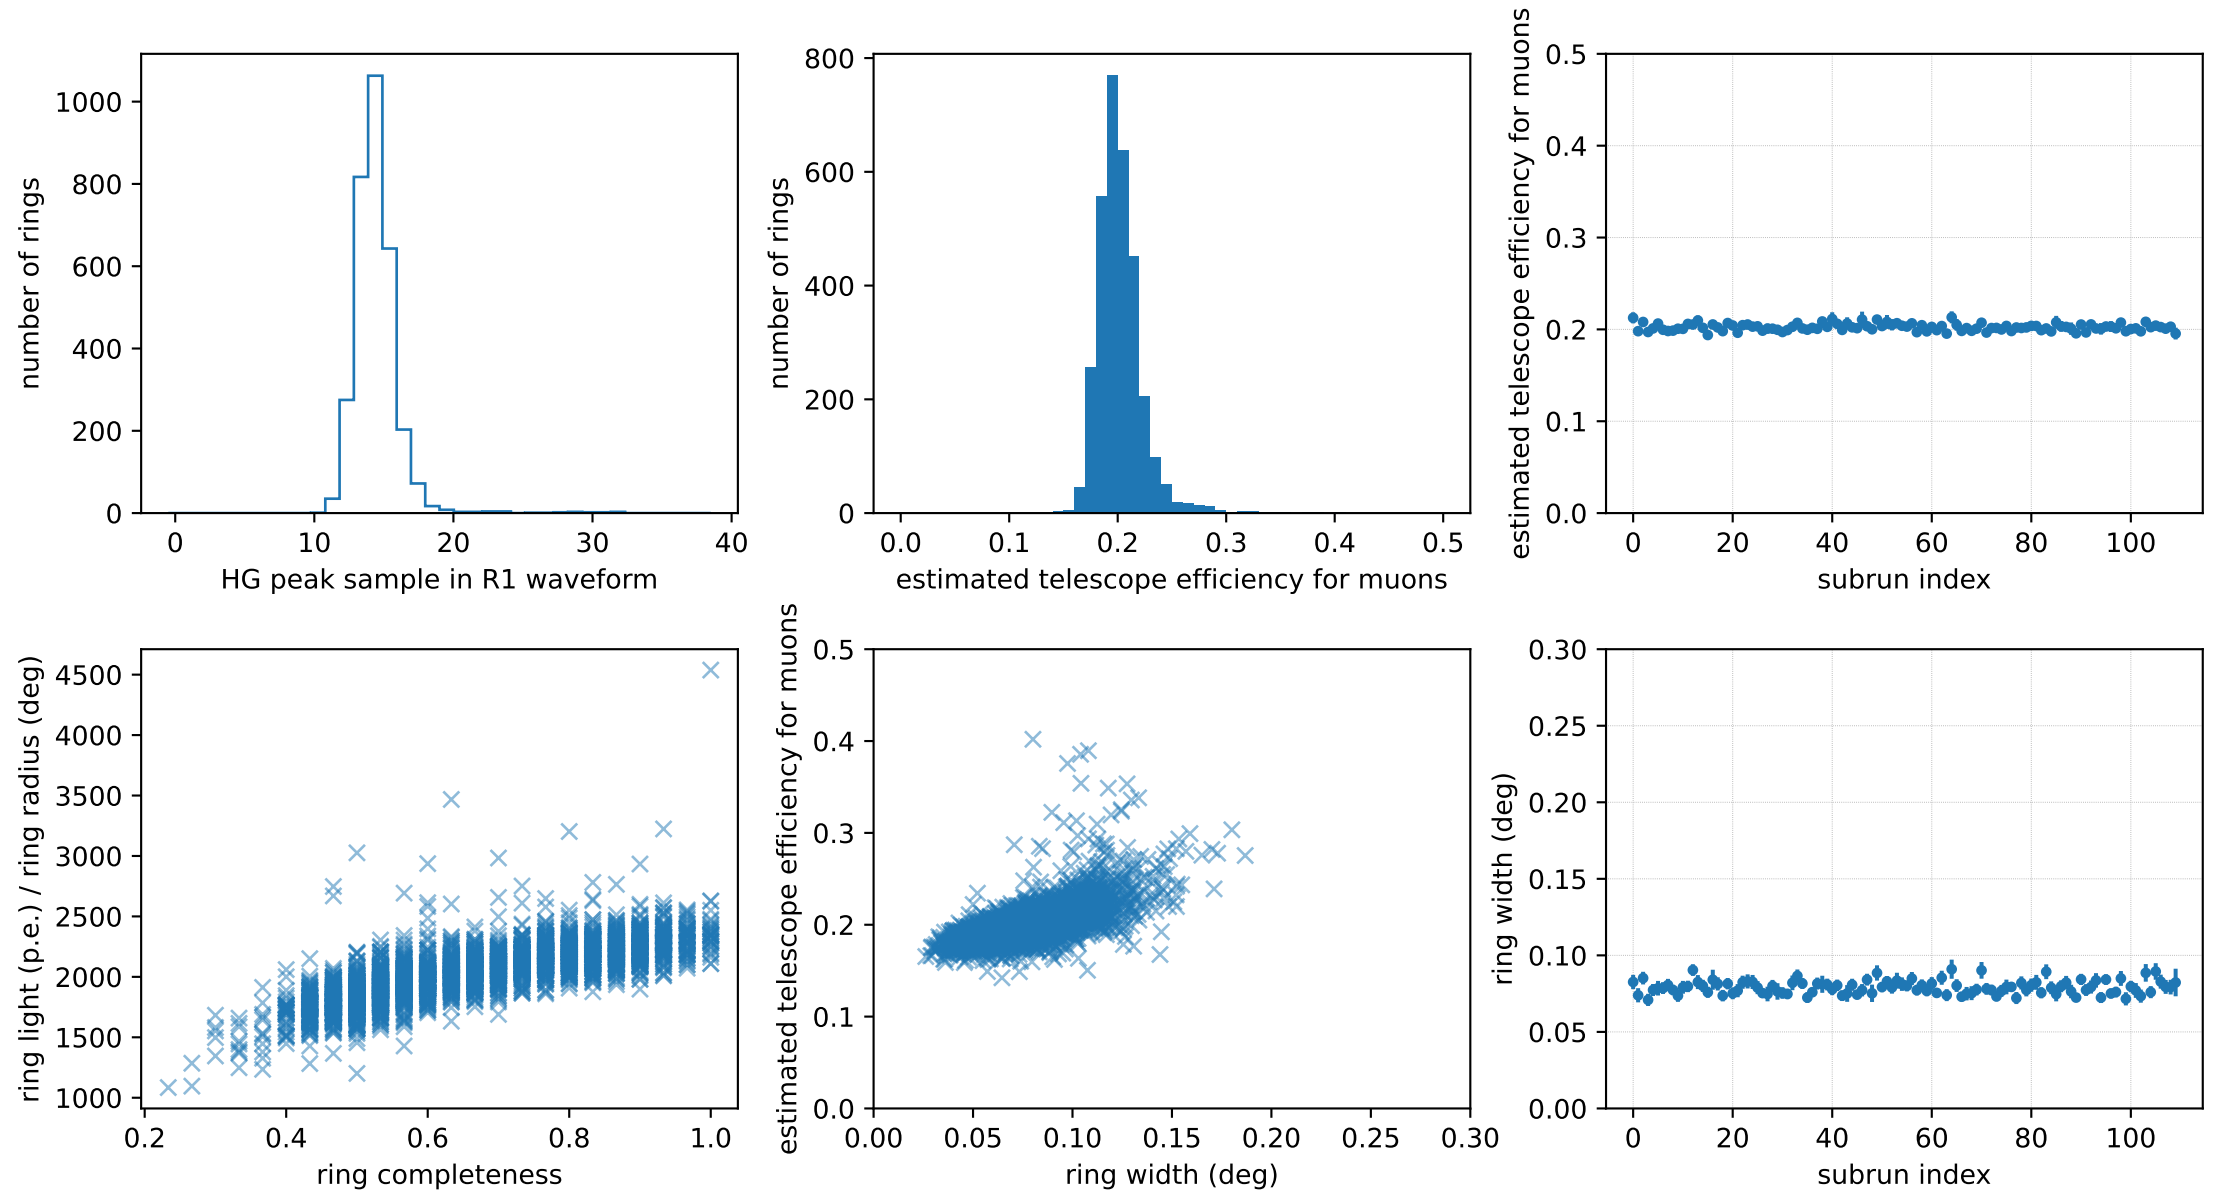 number of rings
0
200
400
600
800
1000
0 10 20 30 40
HG peak sample in R1 waveform
number of rings
0
200
400
600
800
0.0 0.1 0.2 0.3 0.4 0.5
estimated telescope efficiency for muons
estimated telescope efficiency for muons
0.5
0.4
0.3
0.2
0.1
0.0
0 20 40 60 80 100
subrun index
ring light (p.e.) / ring radius (deg)
4500
4000
3500
3000
2500
2000
1500
1000
0.2 0.4 0.6 0.8 1.0
ring completeness
estimated telescope efficiency for muons
0.5
0.4
0.3
0.2
0.1
0.0
0.00 0.05 0.10 0.15 0.20 0.25 0.30
ring width (deg)
ring width (deg)
0.30
0.25
0.20
0.15
0.10
0.05
0.00
0 20 40 60 80 100
subrun index